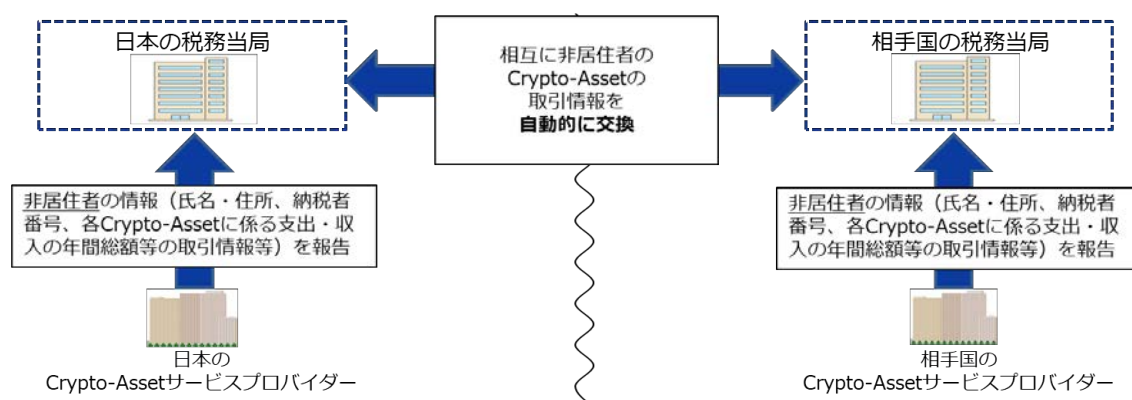 日本の税務当局
相互に非居住者の
Crypto-Assetの
取引情報を
自動的に交換
相手国の税務当局
非居住者の情報（氏名・住所、納税者
番号、各Crypto-Assetに係る支出・収
入の年間総額等の取引情報等）を報告
非居住者の情報（氏名・住所、納税者
番号、各Crypto-Assetに係る支出・収
入の年間総額等の取引情報等）を報告
日本の
Crypto-Assetサービスプロバイダー
相手国の
Crypto-Assetサービスプロバイダー